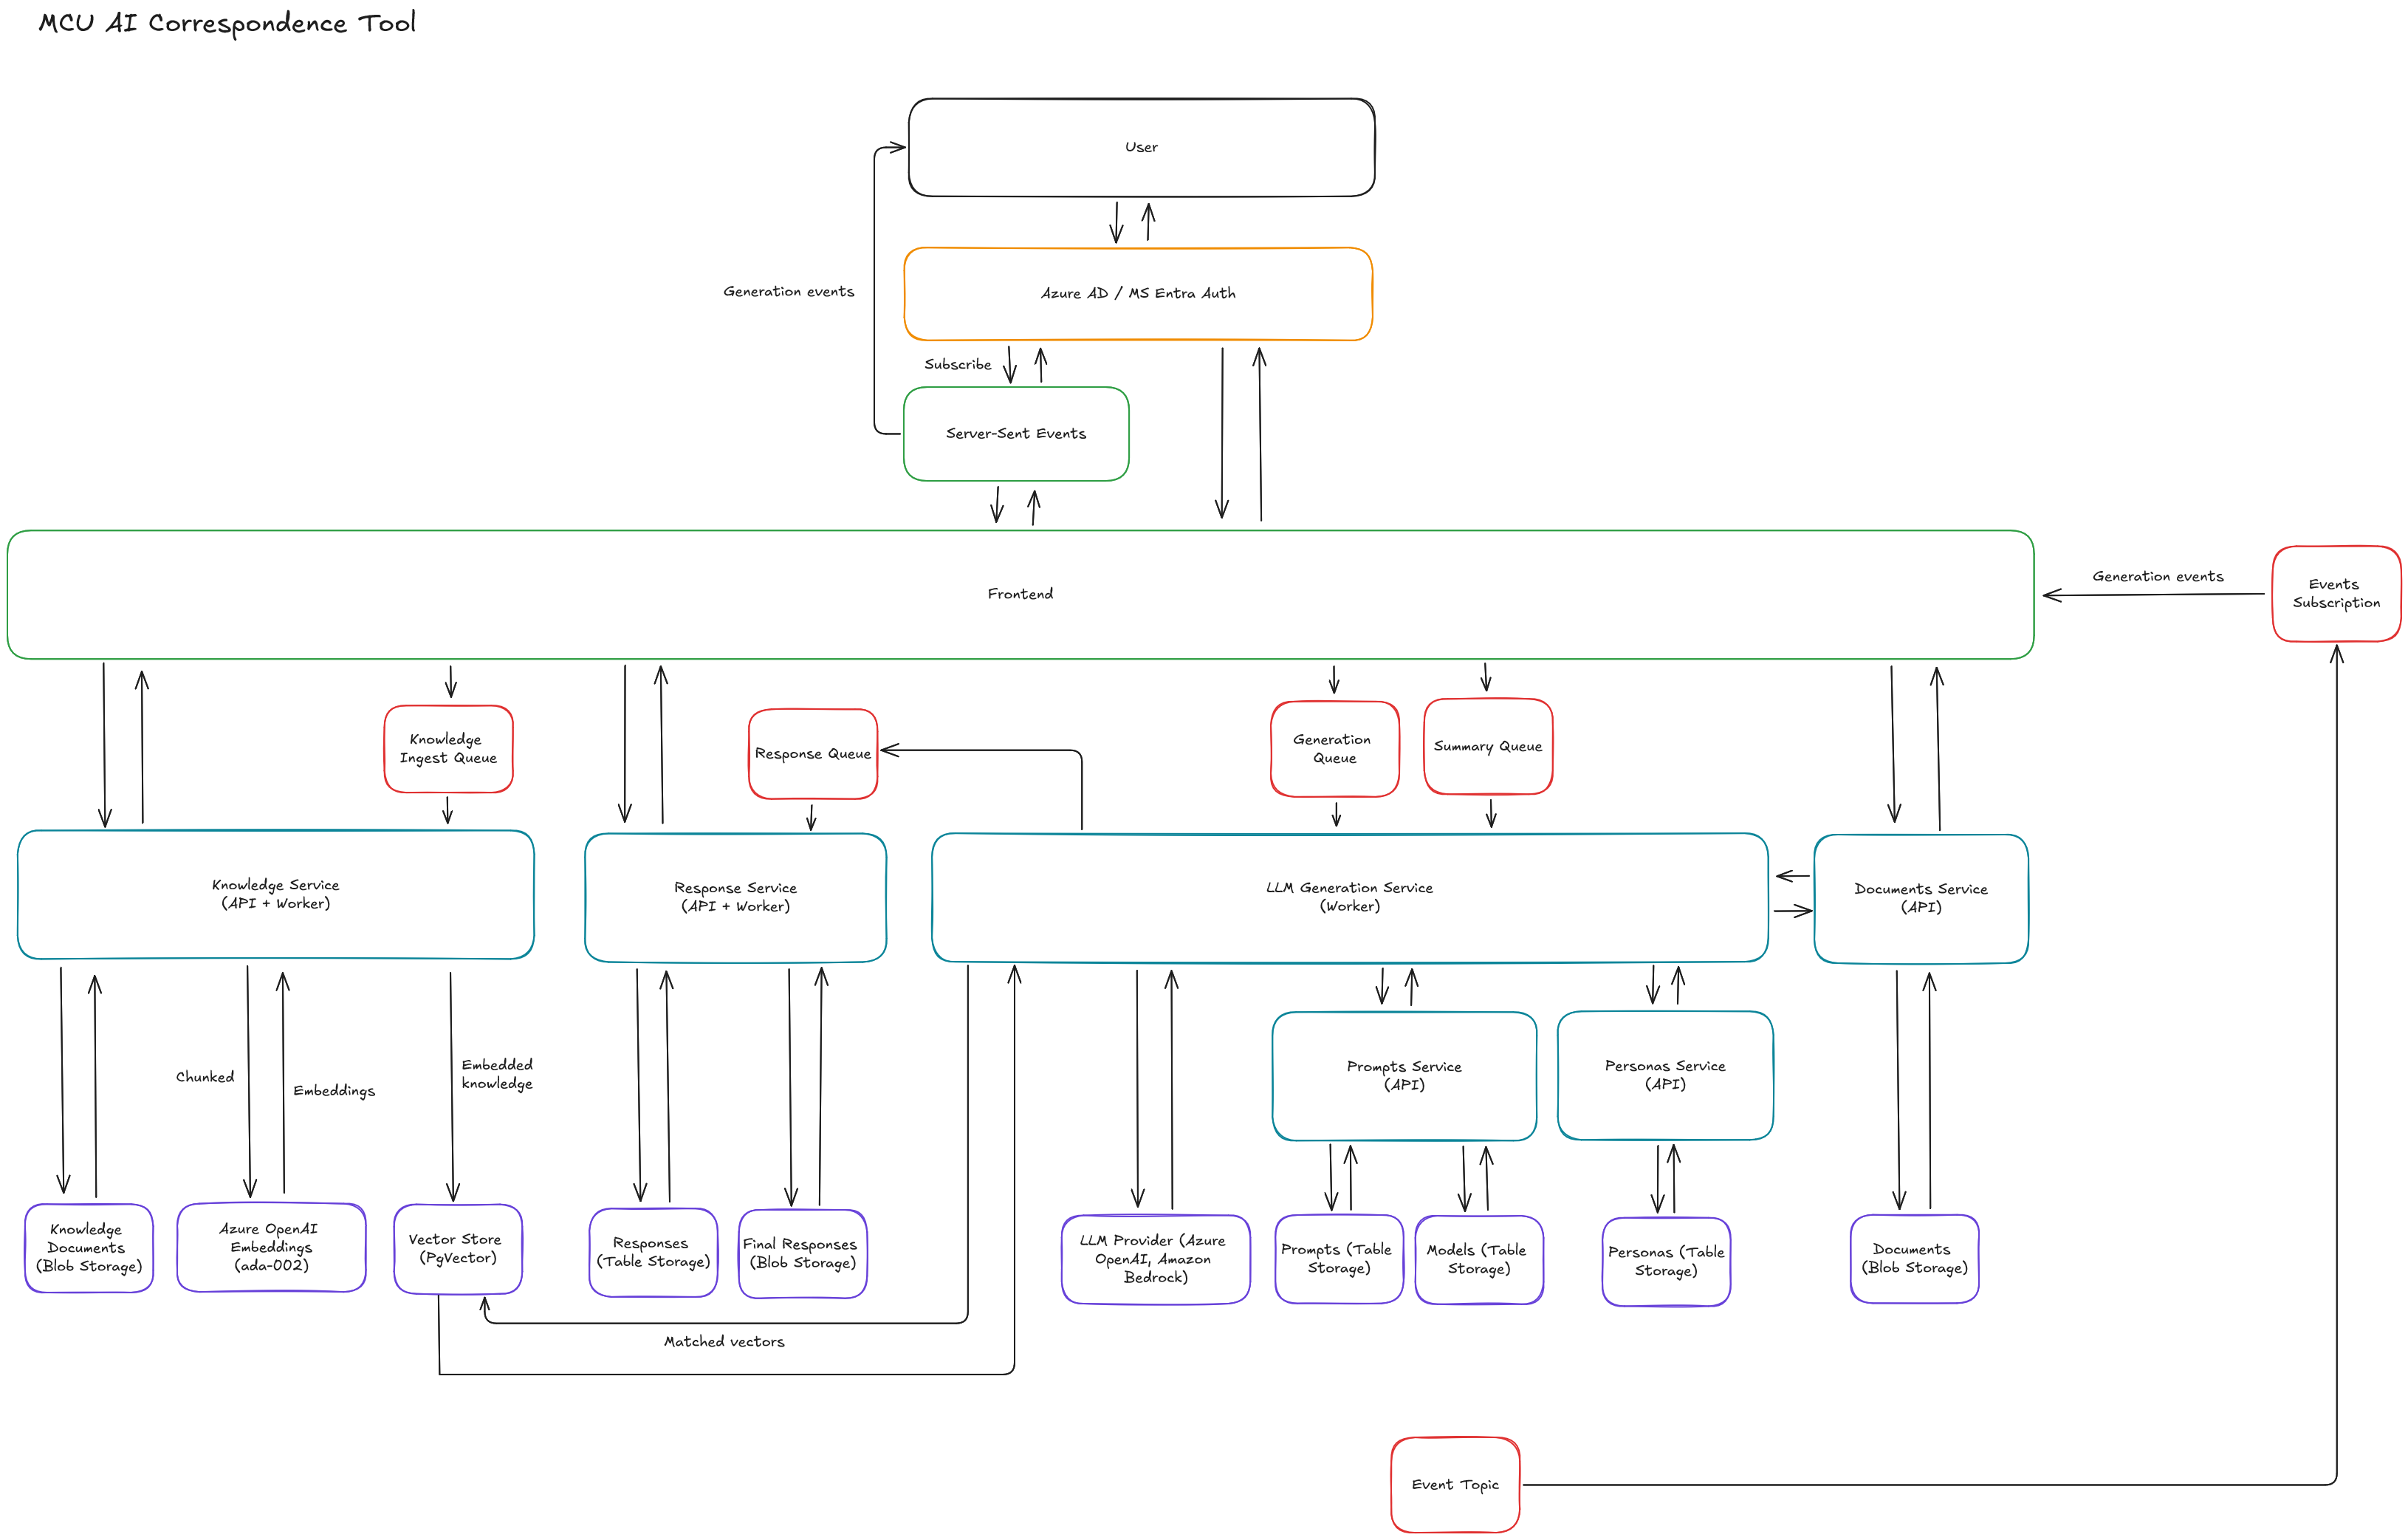 MCU AI Correspondence Tool
User
Generation events
Azure AD / MS Entra Auth
Subscribe
Server-Sent Events
Frontend
Generation events
Events
Subscription
Knowledge
Ingest Queue
Response Queue
Generation
Queue
Summary Queue
Knowledge Service
(API + Worker)
Response Service
(API + Worker)
LLM Generation Service
(Worker)
Documents Service
(API)
Chunked
Embeddings
Embedded
knowledge
Prompts Service
(API)
Personas Service
(API)
Knowledge
Documents
(Blob Storage)
Azure OpenAI
Embeddings
(ada-002)
Vector Store
(PgVector)
Responses
(Table Storage)
Final Responses
(Blob Storage)
LLM Provider (Azure
OpenAI, Amazon
Bedrock)
Prompts (Table
Storage)
Models (Table
Storage)
Personas (Table
Storage)
Documents
(Blob Storage)
Matched vectors
Event Topic